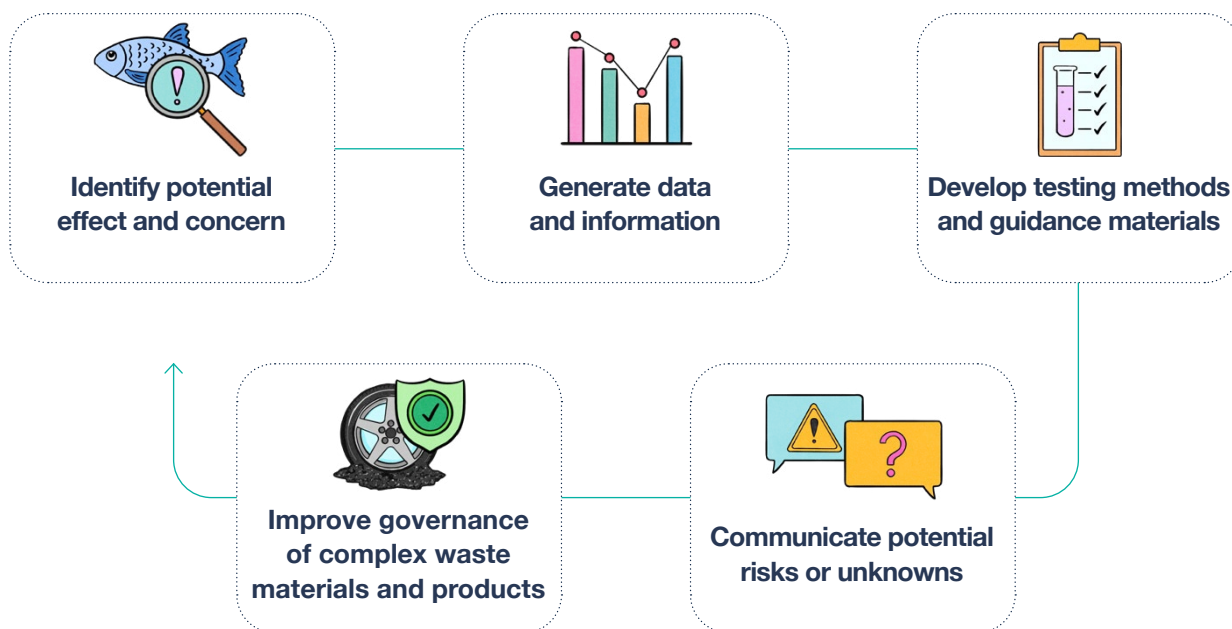 Identify potential
effect and concern
Generate data
and information
Develop testing methods
and guidance materials
Communicate potential
risks or unknowns
Improve governance
of complex waste
materials and products